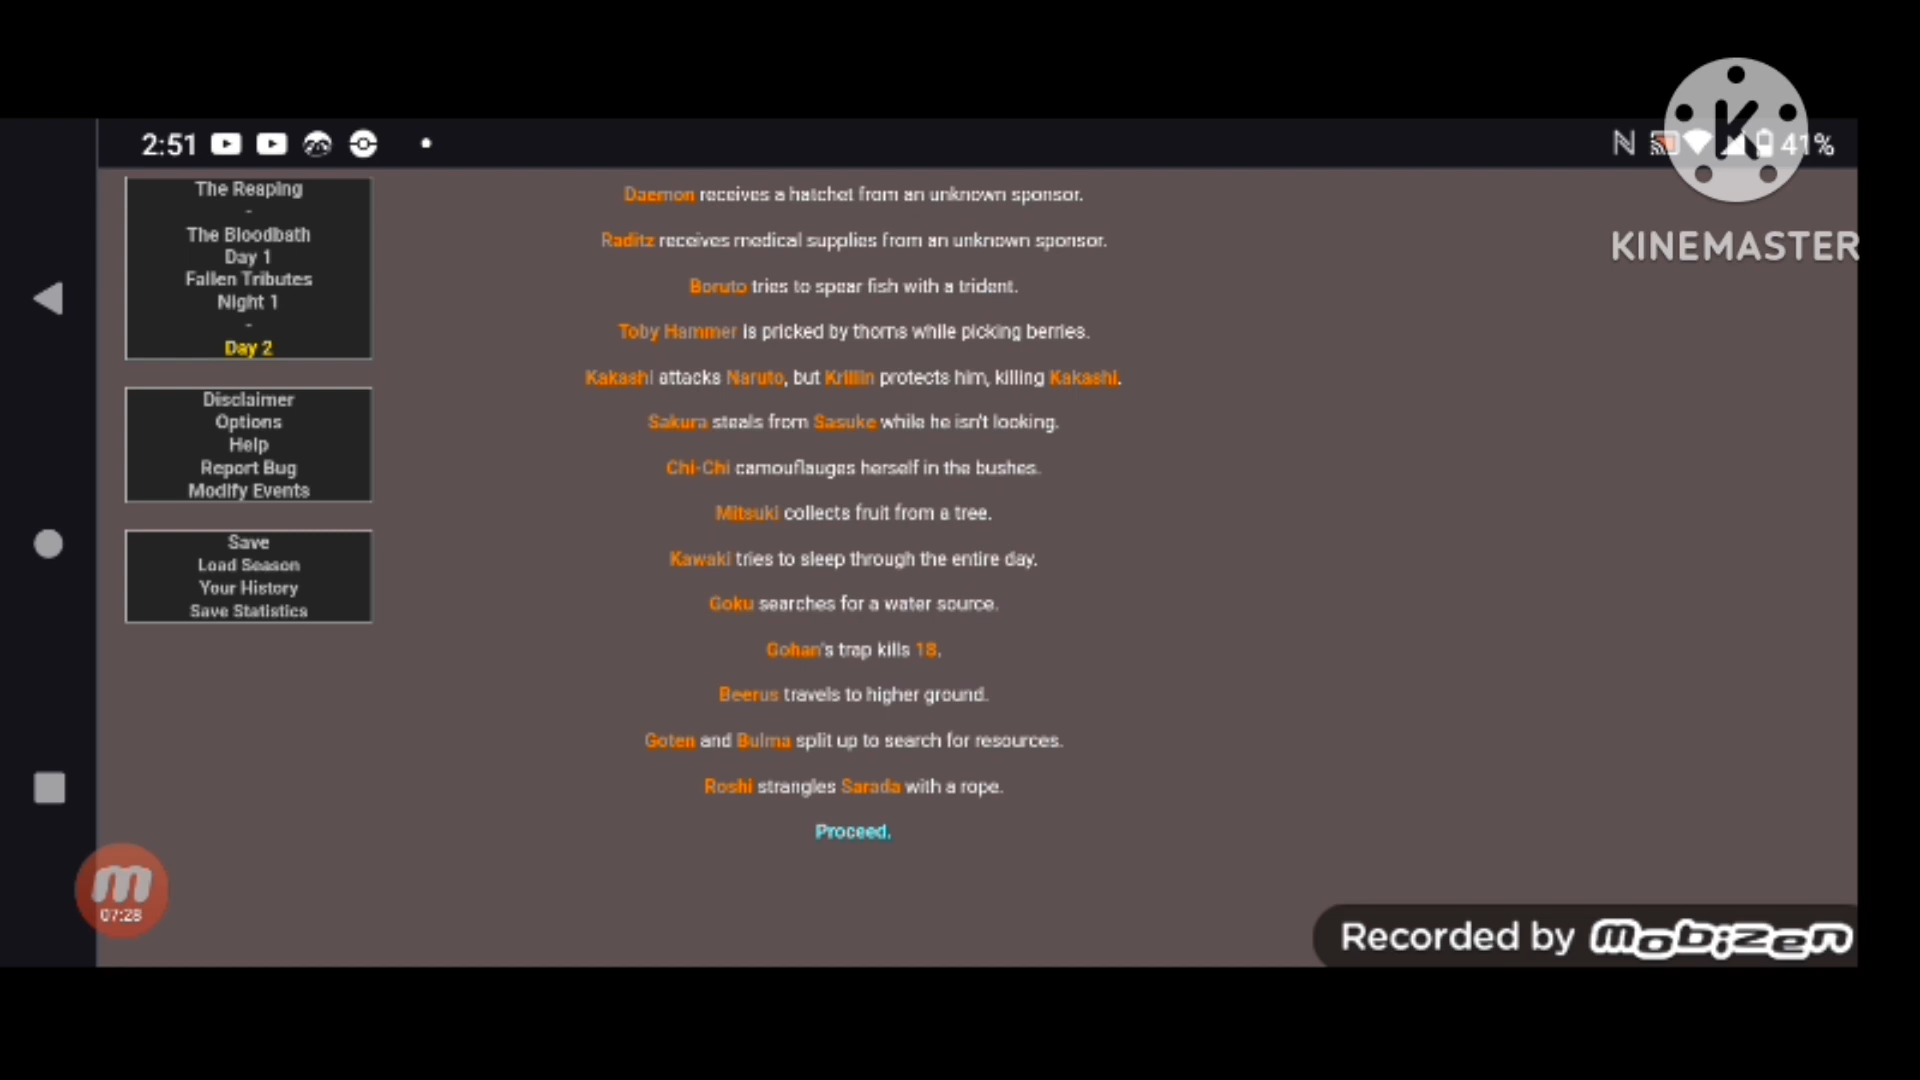 2:51
41%
KINEMASTER
The Reaping
-
The Bloodbath
Day 1
Fallen Tributes
Night 1
-
Day 2
Disclaimer
Options
Help
Report Bug
Modify Events
Save
Load Season
Your History
Save Statistics
Daemon receives a hatchet from an unknown sponsor.
Raditz receives medical supplies from an unknown sponsor.
Boruto tries to spear fish with a trident.
Toby Hammer is pricked by thorns while picking berries.
Kakashi attacks Naruto, but Krillin protects him, killing Kakashi.
Sakura steals from Sasuke while he isn't looking.
Chi-Chi camouflauges herself in the bushes.
Mitsuki collects fruit from a tree.
Kawaki tries to sleep through the entire day.
Goku searches for a water source.
Gohan's trap kills 18.
Beerus travels to higher ground.
Goten and Bulma split up to search for resources.
Roshi strangles Sarada with a rope.
Proceed.
07:28
Recorded by mobizen